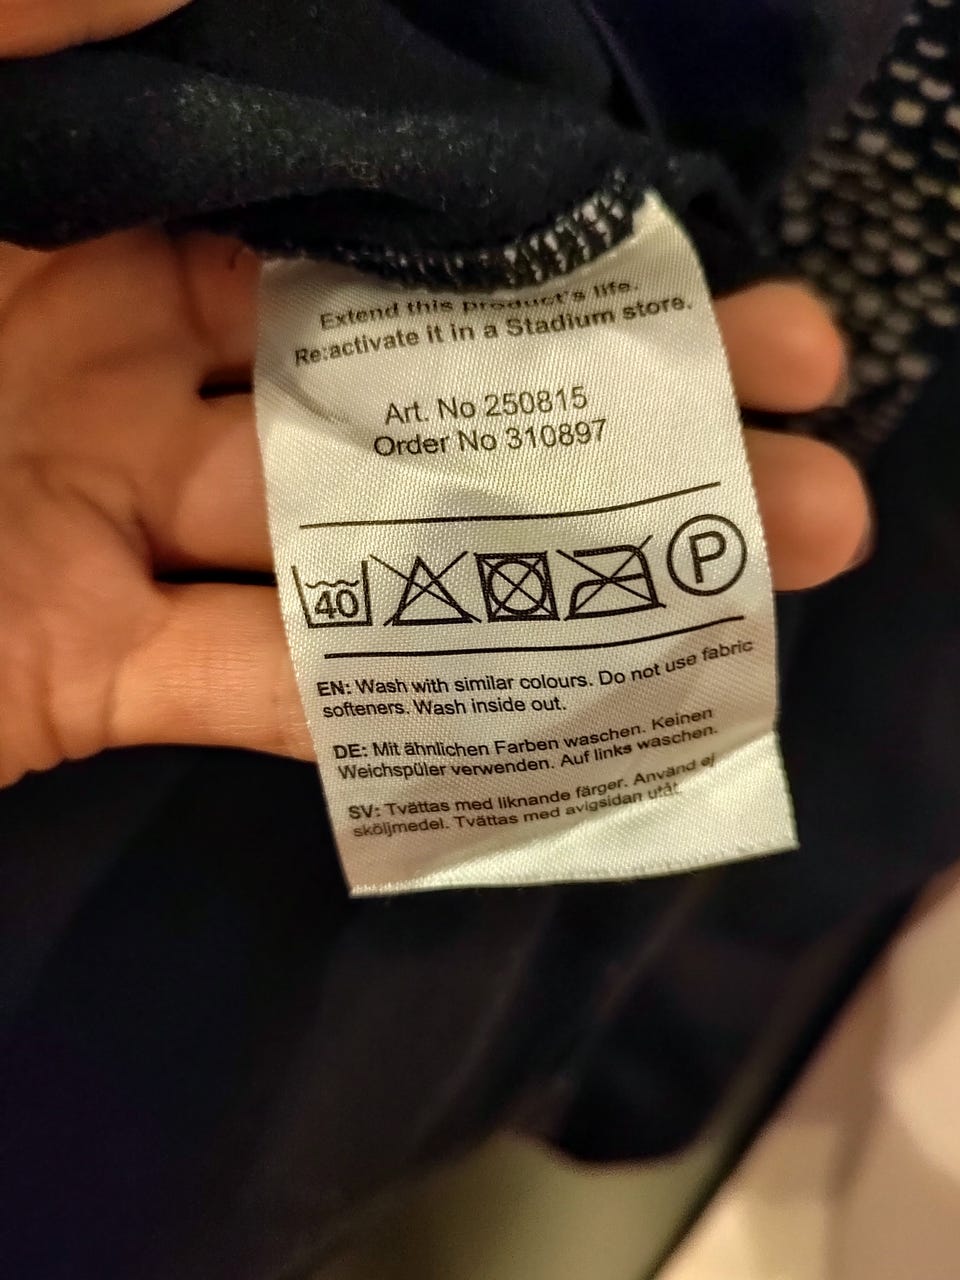 Extend this product's life.
Re:activate it in a Stadium store.
Art. No 250815
Order No 310897
40 P
EN: Wash with similar colours. Do not use fabric
softeners. Wash inside out.
DE: Mit ähnlichen Farben waschen. Keinen
Weichspüler verwenden. Auf links waschen.
SV: Tvättas med liknande färger. Använd ej
sköljmedel. Tvättas med avigsidan utåt.